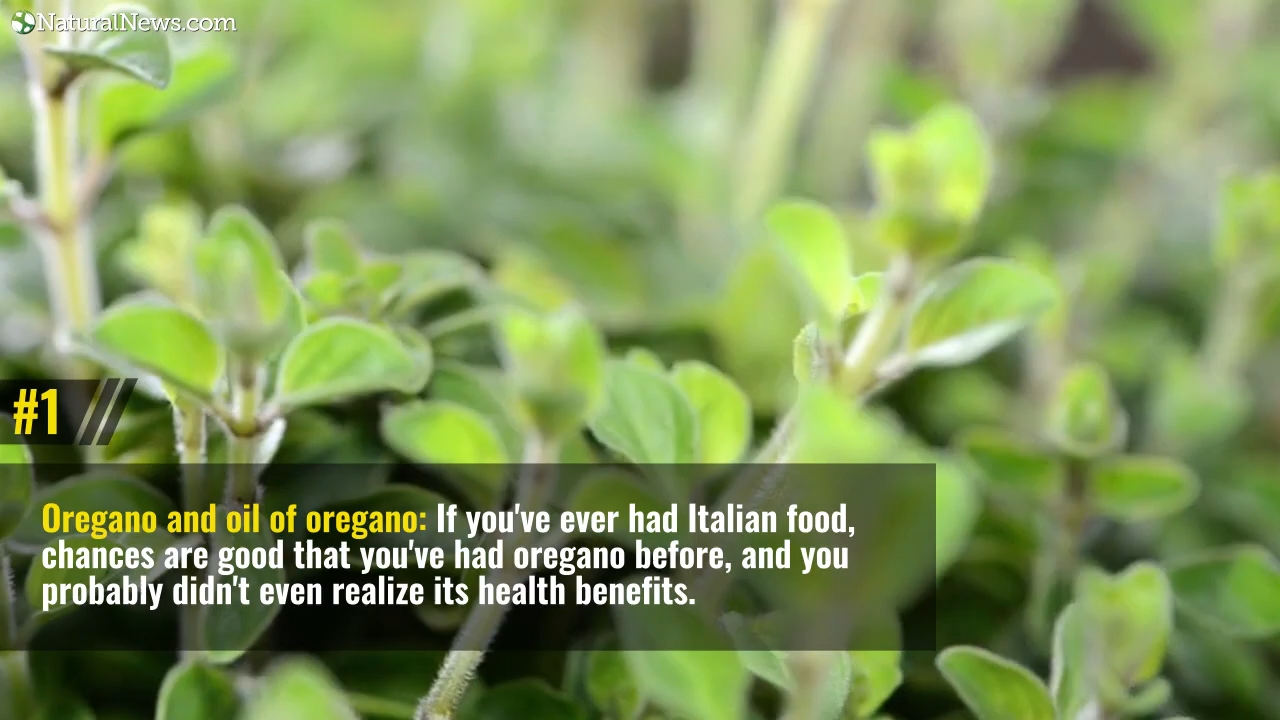 NaturalNews.com
#1
Oregano and oil of oregano: If you've ever had Italian food,
chances are good that you've had oregano before, and you
probably didn't even realize its health benefits.